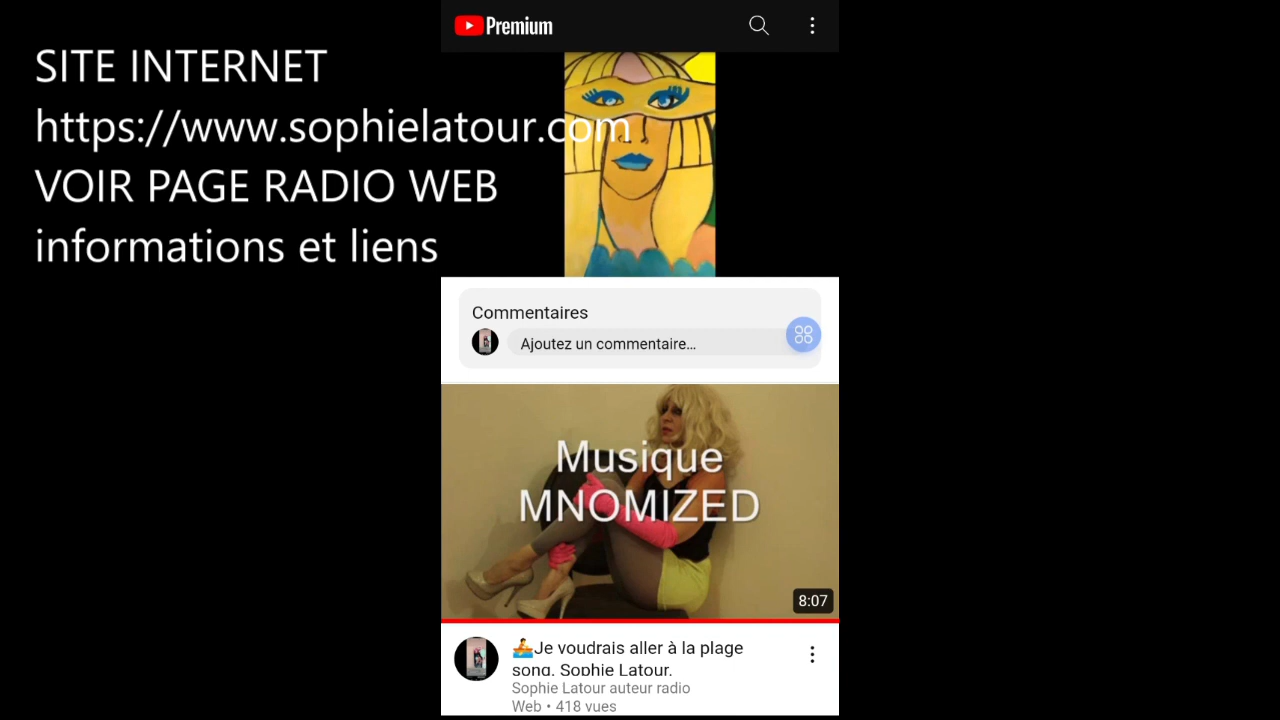 SITE INTERNET
https://www.sophielatour.com
VOIR PAGE RADIO WEB
informations et liens
Premium
Commentaires
Ajoutez un commentaire...
Musique
MNOMIZED
8:07
Je voudrais aller à la plage
song. Sophie Latour.
Sophie Latour auteur radio
Web • 418 vues